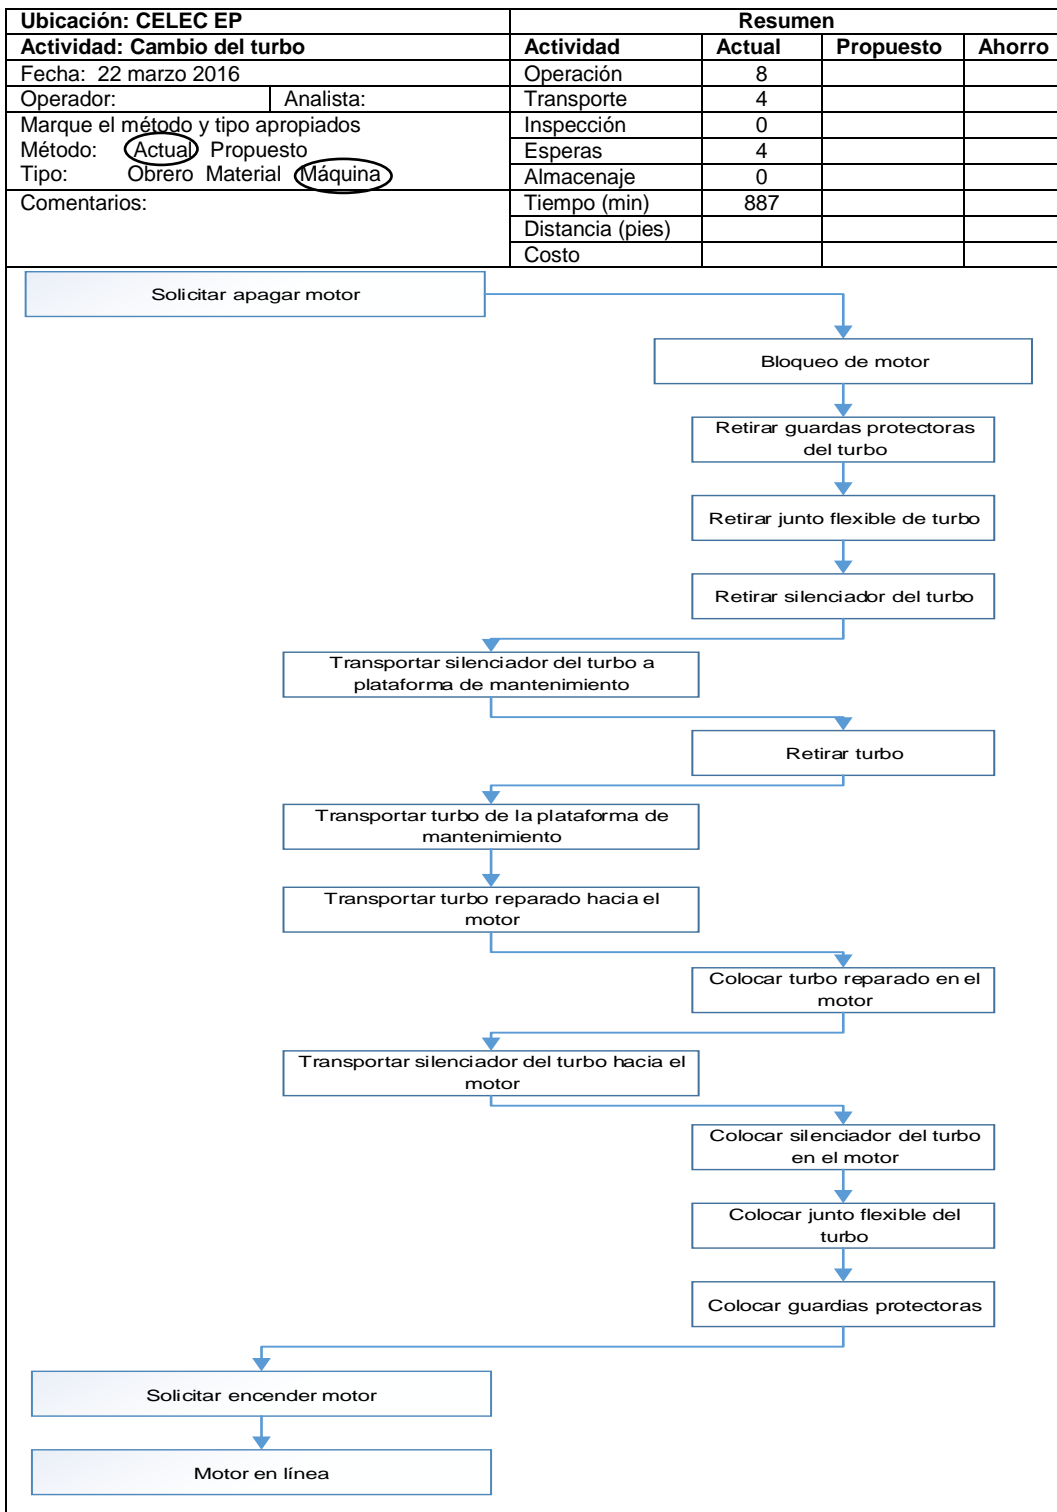 Ubicación: CELEC EP
Resumen
Actividad: Cambio del turbo
Actividad Actual Propuesto Ahorro
Fecha: 22 marzo 2016
Operación 8
Operador: Analista:
Transporte 4
Marque el método y tipo apropiados
Inspección 0
Método: Actual Propuesto
Esperas 4
Tipo: Obrero Material Máquina
Almacenaje 0
Comentarios:
Tiempo (min) 887
Distancia (pies)
Costo
Solicitar apagar motor
Bloqueo de motor
Retirar guardas protectoras
del turbo
Retirar junto flexible de turbo
Retirar silenciador del turbo
Transportar silenciador del turbo a
plataforma de mantenimiento
Retirar turbo
Transportar turbo de la plataforma de
mantenimiento
Transportar turbo reparado hacia el
motor
Colocar turbo reparado en el
motor
Transportar silenciador del turbo hacia el
motor
Colocar silenciador del turbo
en el motor
Colocar junto flexible del
turbo
Colocar guardias protectoras
Solicitar encender motor
Motor en línea